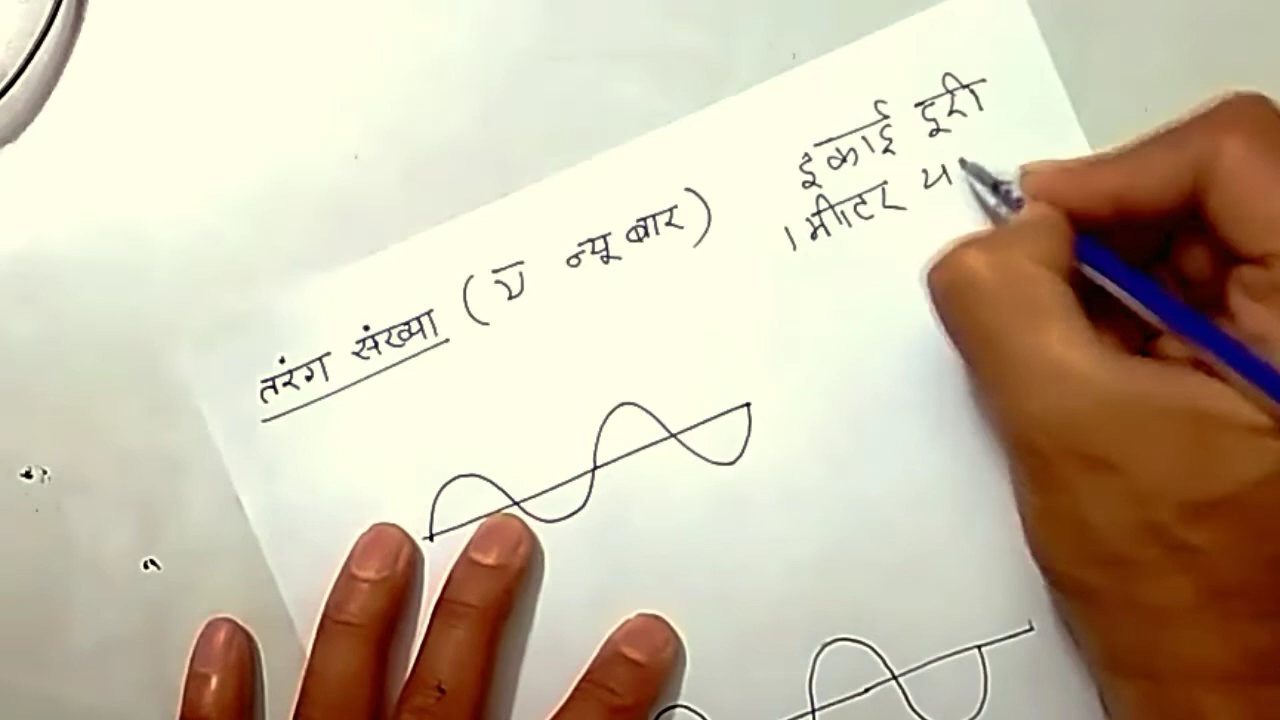 तरंग संख्या ( ν̅ न्यू बार )
इकाई दूरी
1 मीटर य